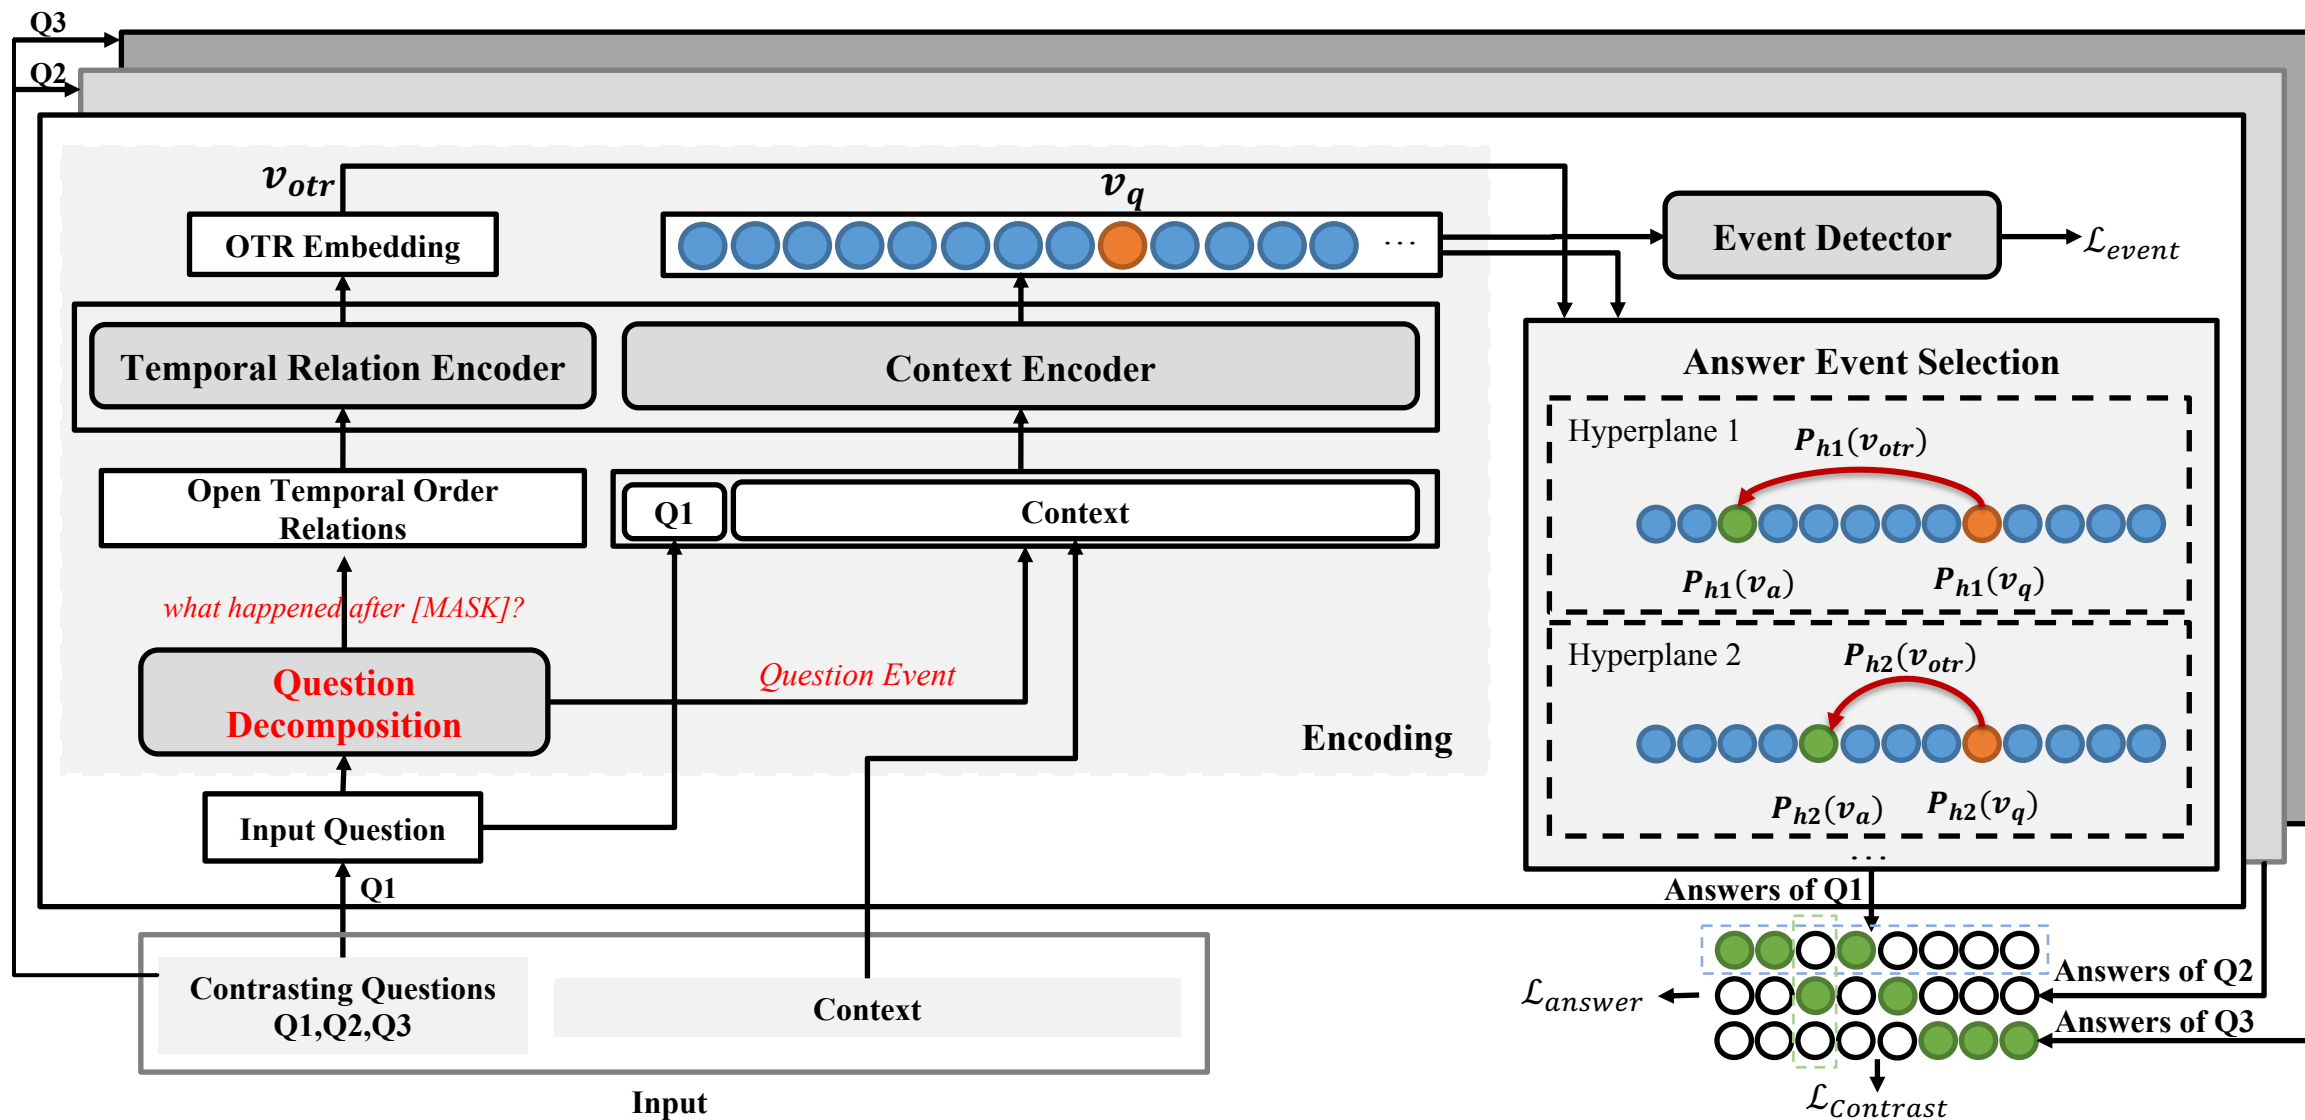 Q3
Q2
v_otr
v_q
OTR Embedding
...
Event Detector
ℒ_event
Temporal Relation Encoder
Context Encoder
Answer Event Selection
Hyperplane 1
P_h1(v_otr)
P_h1(v_a)
P_h1(v_q)
Open Temporal Order
Relations
Q1
Context
what happened after [MASK]?
Question
Decomposition
Question Event
Encoding
Hyperplane 2
P_h2(v_otr)
P_h2(v_a)
P_h2(v_q)
...
Input Question
Q1
Answers of Q1
Contrasting Questions
Q1,Q2,Q3
Context
Input
Answers of Q2
Answers of Q3
ℒ_answer
ℒ_Contrast